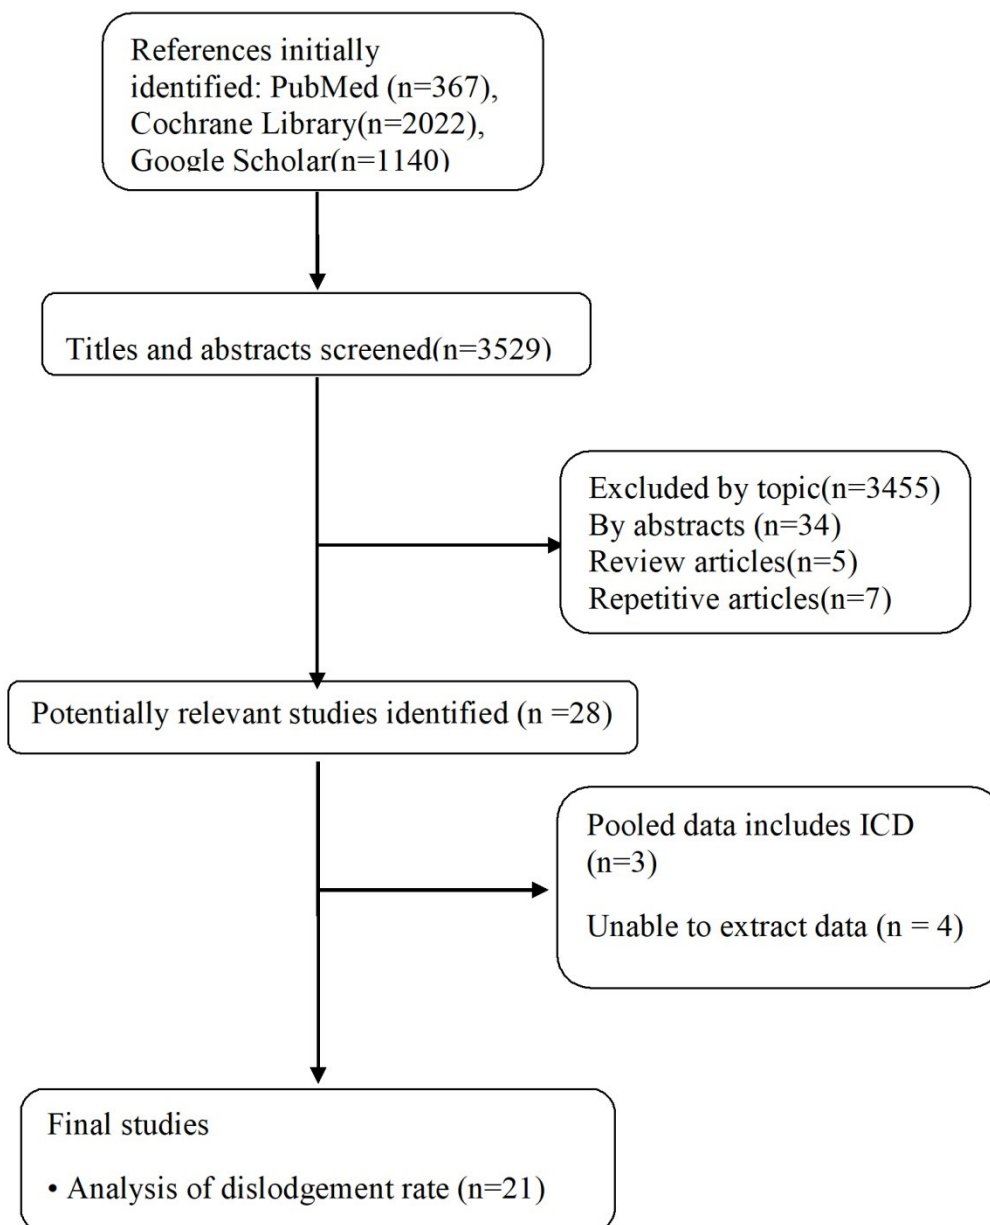 References initially
identified: PubMed (n=367),
Cochrane Library(n=2022),
Google Scholar(n=1140)
Titles and abstracts screened(n=3529)
Excluded by topic(n=3455)
By abstracts (n=34)
Review articles(n=5)
Repetitive articles(n=7)
Potentially relevant studies identified (n =28)
Pooled data includes ICD
(n=3)
Unable to extract data (n = 4)
Final studies
• Analysis of dislodgement rate (n=21)